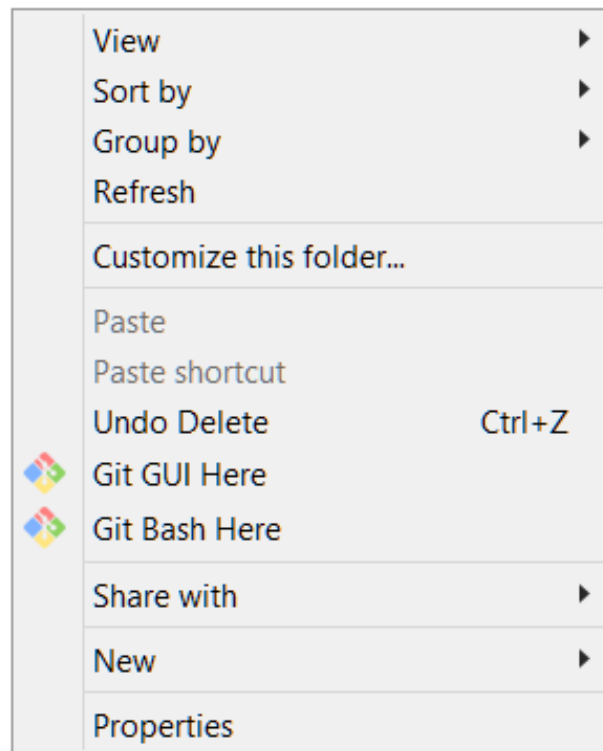 View
Sort by
Group by
Refresh
Customize this folder...
Paste
Paste shortcut
Undo Delete Ctrl+Z
Git GUI Here
Git Bash Here
Share with
New
Properties